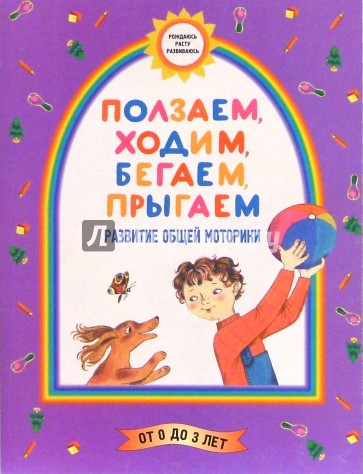 РОЖДАЮСЬ
РАСТУ
РАЗВИВАЮСЬ
ПОЛЗАЕМ,
ХОДИМ,
БЕГАЕМ,
ПРЫГАЕМ
РАЗВИТИЕ ОБЩЕЙ МОТОРИКИ
ОТ 0 ДО 3 ЛЕТ